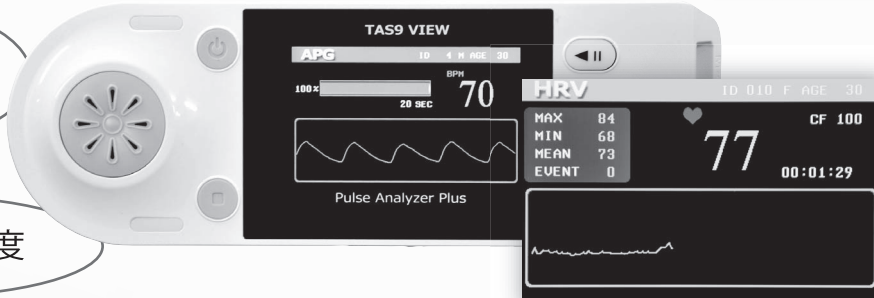 TAS9 VIEW
APG ID 4 M AGE 30
100% 20 SEC
BPM 70
Pulse Analyzer Plus
HRV ID 010 F AGE 30
MAX 84
MIN 68
MEAN 73
EVENT 0
77
CF 100
00:01:29
度